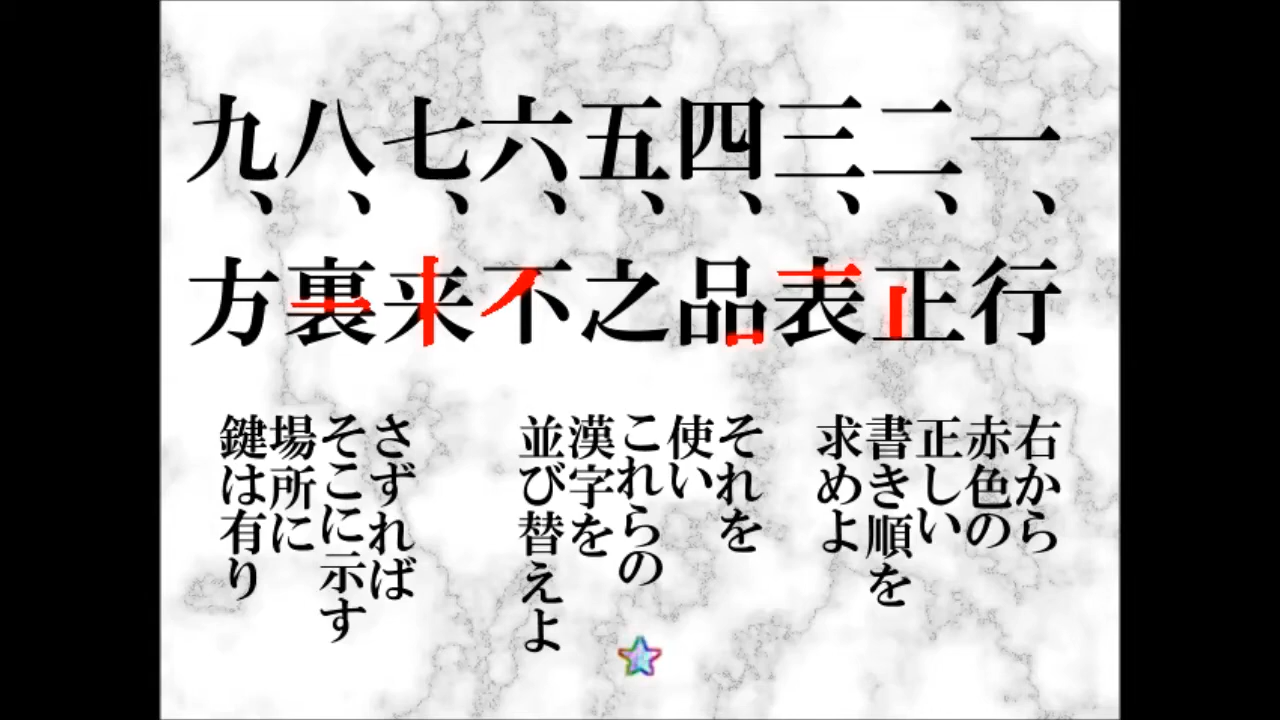 一、行
二、正
三、表
四、品
五、之
六、不
七、来
八、裏
九、方
右から
赤色の
正しい
書き順を
求めよ
それを
使い
これらの
漢字を
並び替えよ
さずれば
そこに示す
場所に
鍵は有り